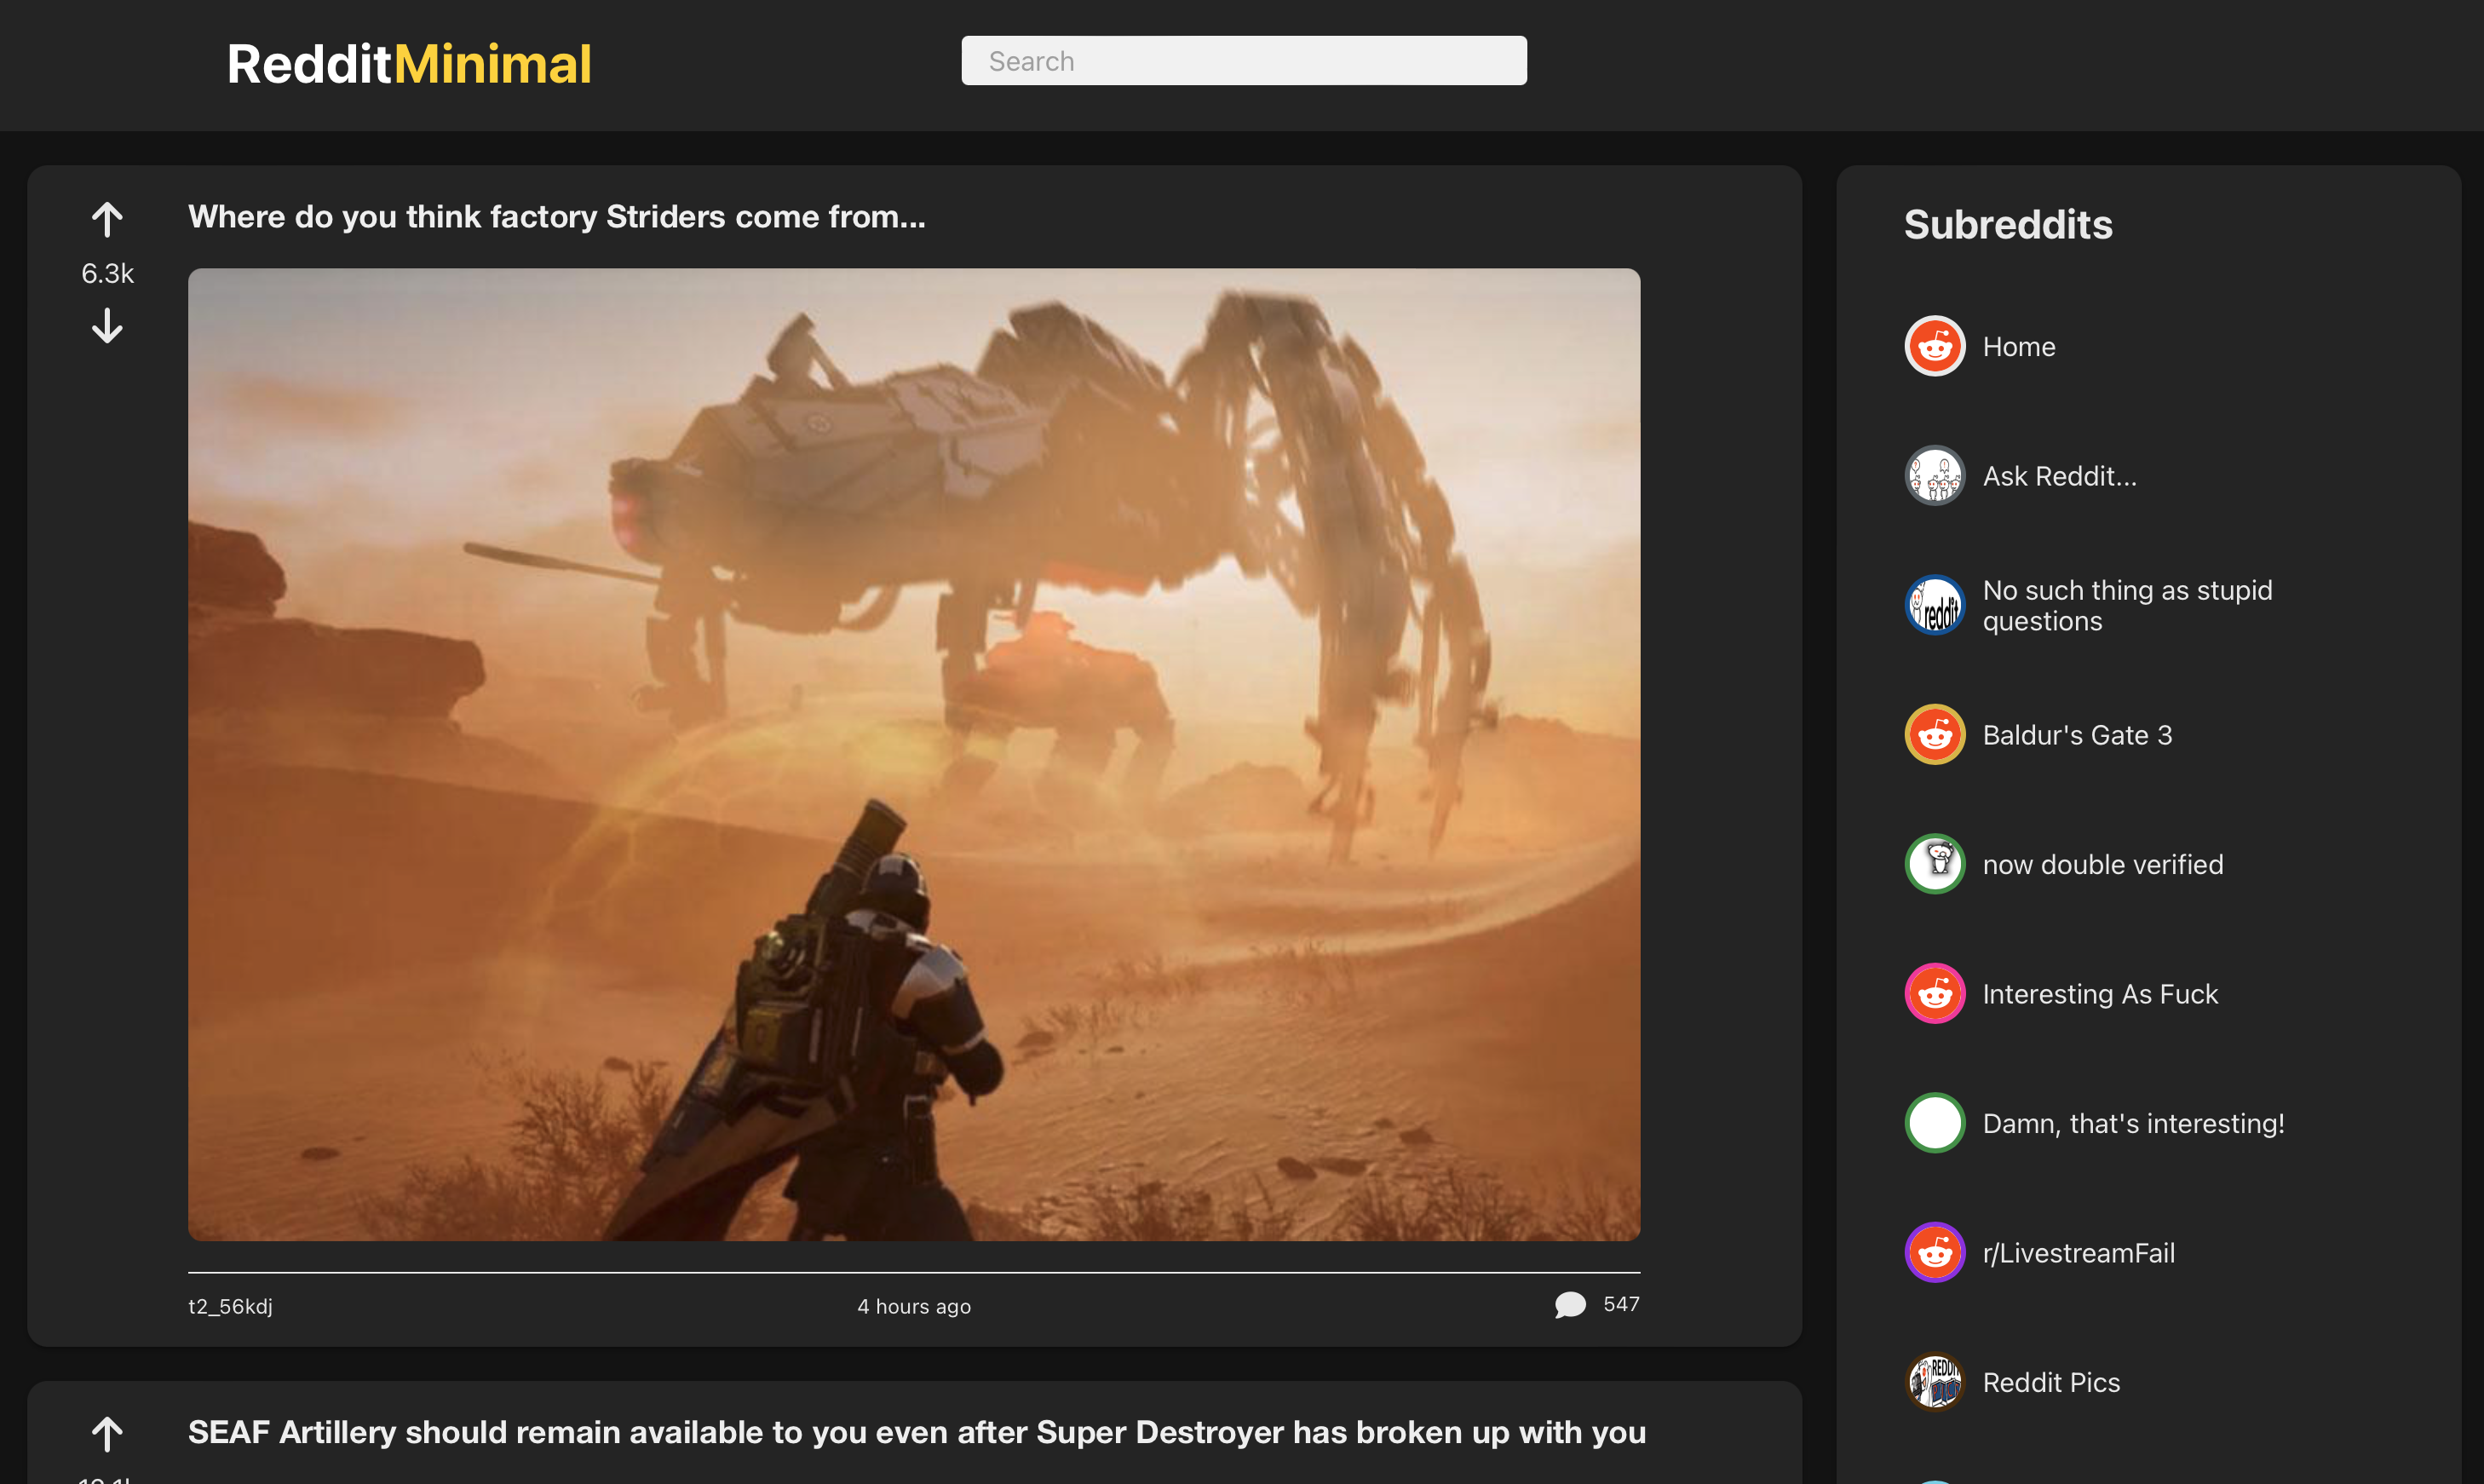 RedditMinimal
Search
Where do you think factory Striders come from...
6.3k
t2_56kdj
4 hours ago
547
SEAF Artillery should remain available to you even after Super Destroyer has broken up with you
Subreddits
Home
Ask Reddit...
reddit
No such thing as stupid
questions
Baldur's Gate 3
now double verified
Interesting As Fuck
Damn, that's interesting!
r/LivestreamFail
Reddit Pics